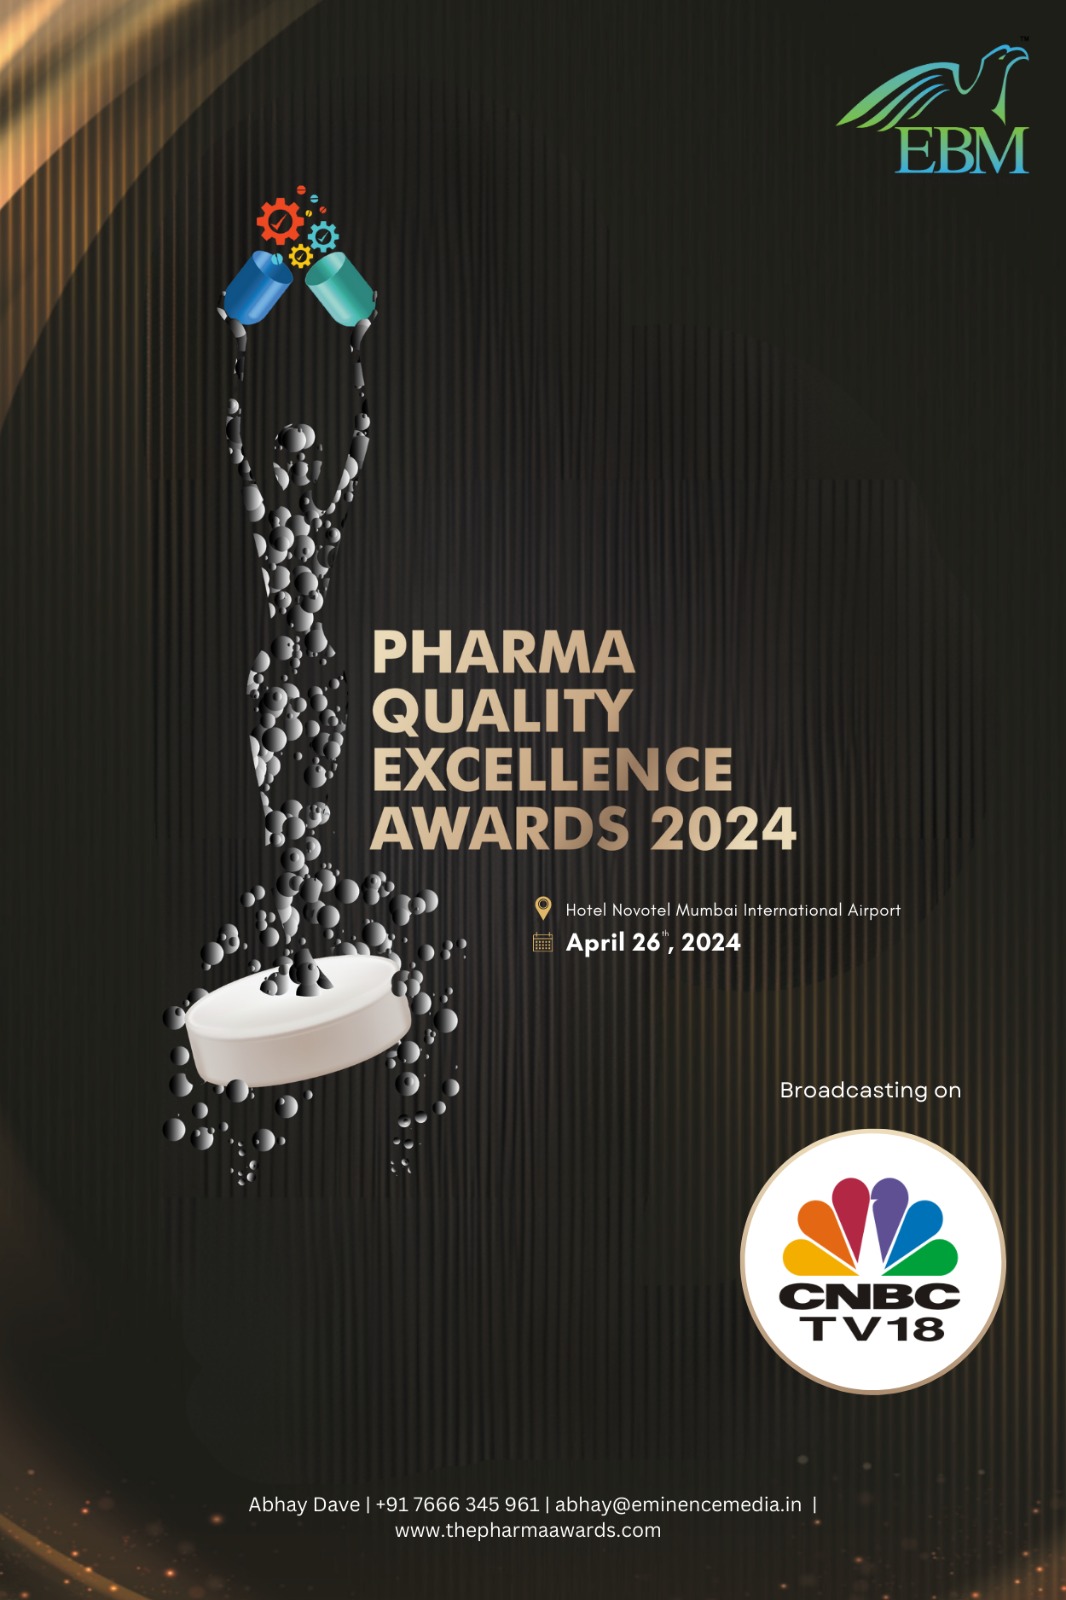 ™
EBM
PHARMA
QUALITY
EXCELLENCE
AWARDS 2024
Hotel Novotel Mumbai International Airport
April 26th, 2024
Broadcasting on
CNBC
TV18
Abhay Dave | +91 7666 345 961 | abhay@eminencemedia.in |
www.thepharmaawards.com